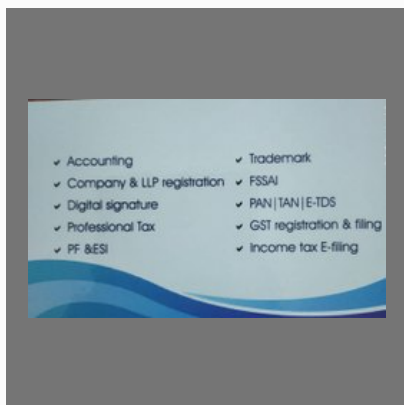 Accounting
Company & LLP registration
Digital signature
Professional Tax
PF &ESI
Trademark
FSSAI
PAN|TAN|E-TDS
GST registration & filing
Income tax E-filing